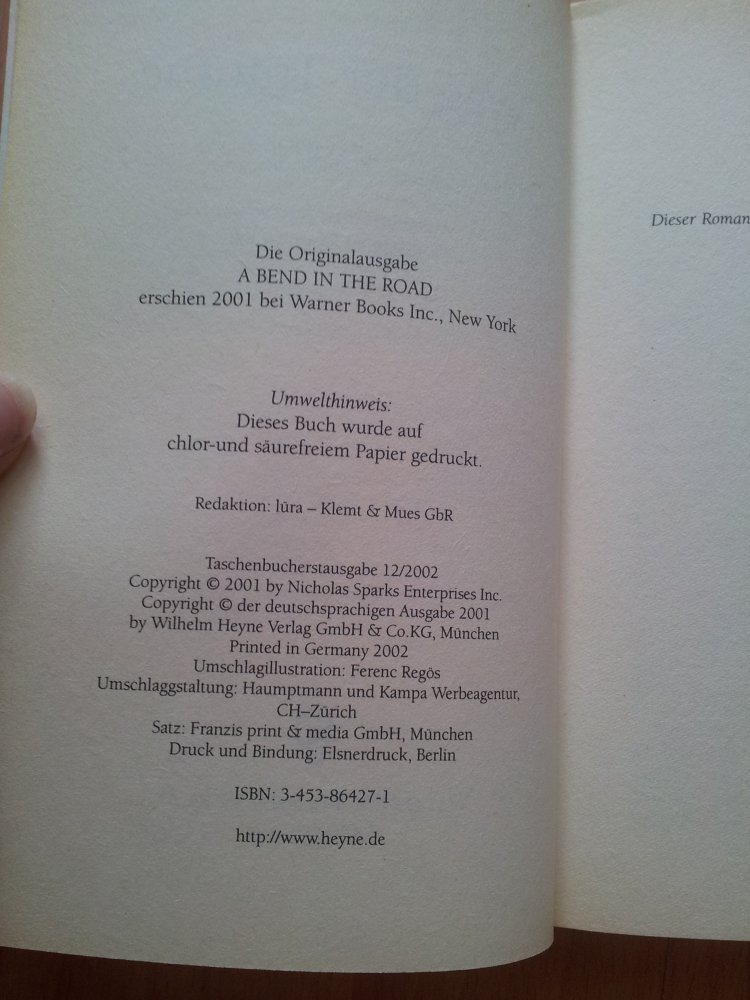 Die Originalausgabe
A BEND IN THE ROAD
erschien 2001 bei Warner Books Inc., New York
Umwelthinweis:
Dieses Buch wurde auf
chlor-und säurefreiem Papier gedruckt.
Redaktion: lüra – Klemt & Mues GbR
Taschenbucherstausgabe 12/2002
Copyright © 2001 by Nicholas Sparks Enterprises Inc.
Copyright © der deutschsprachigen Ausgabe 2001
by Wilhelm Heyne Verlag GmbH & Co.KG, München
Printed in Germany 2002
Umschlagillustration: Ferenc Regös
Umschlaggstaltung: Haumptmann und Kampa Werbeagentur,
CH–Zürich
Satz: Franzis print & media GmbH, München
Druck und Bindung: Elsnerdruck, Berlin
ISBN: 3-453-86427-1
http://www.heyne.de
Dieser Roman